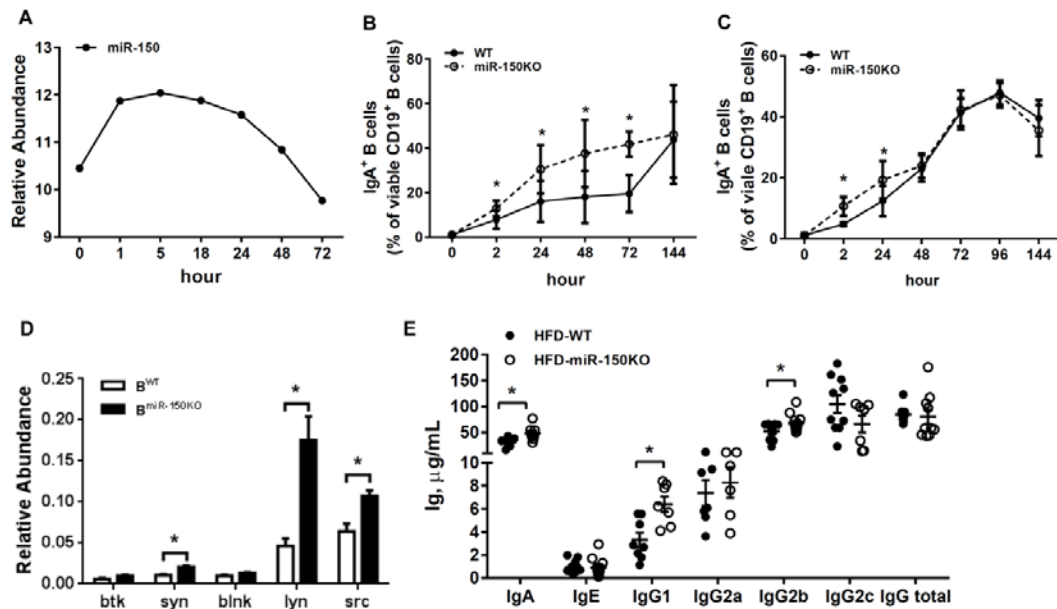 A
miR-150
Relative Abundance
13
12
11
10
9
0 1 5 18 24 48 72
hour
B
WT
miR-150KO
IgA+ B cells
(% of viable CD19+ B cells)
80
60
40
20
0
* * * *
0 2 24 48 72 144
hour
C
WT
miR-150KO
IgA+ B cells
(% of viale CD19+ B cells)
60
40
20
0
* *
0 2 24 48 72 96 144
hour
D
BWT
BmiR-150KO
Relative Abundance
0.25
0.20
0.15
0.10
0.05
0.00
* * *
btk syn blnk lyn src
E
HFD-WT
HFD-miR-150KO
Ig, μg/mL
200
150
100
50
10
8
6
4
2
0
* * *
IgA IgE IgG1 IgG2a IgG2b IgG2c IgG total